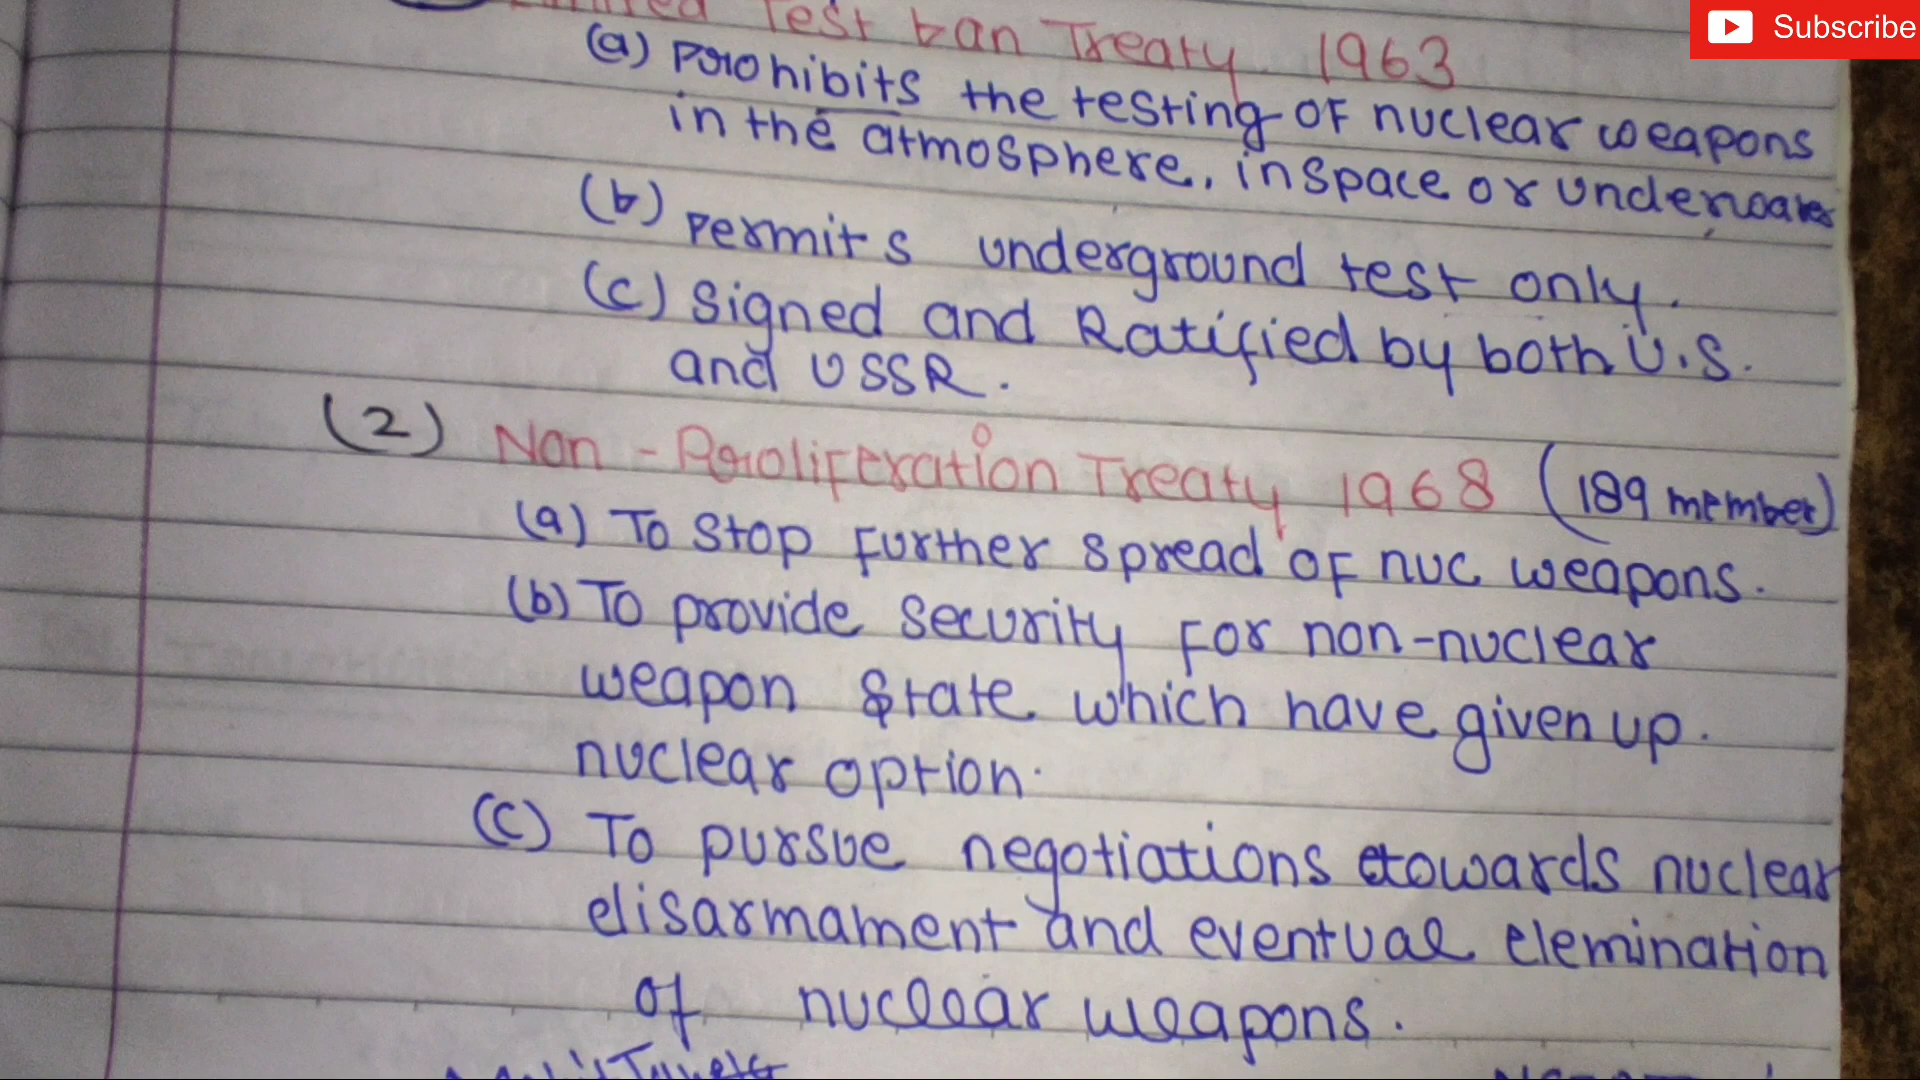 Subscribe
Limited Test ban Treaty 1963
(a) Prohibits the testing of nuclear weapons
in the atmosphere, in space or underwater
(b) Permits underground test only.
(c) Signed and Ratified by both U.S.
and USSR.
(2) Non-Proliferation Treaty 1968 (189 member)
(a) To Stop Further Spread of nuc weapons.
(b) To provide security For non-nuclear
weapon State which have given up.
nuclear option.
(c) To pursue negotiations towards nuclear
disarmament and eventual elemination
of nuclear weapons.